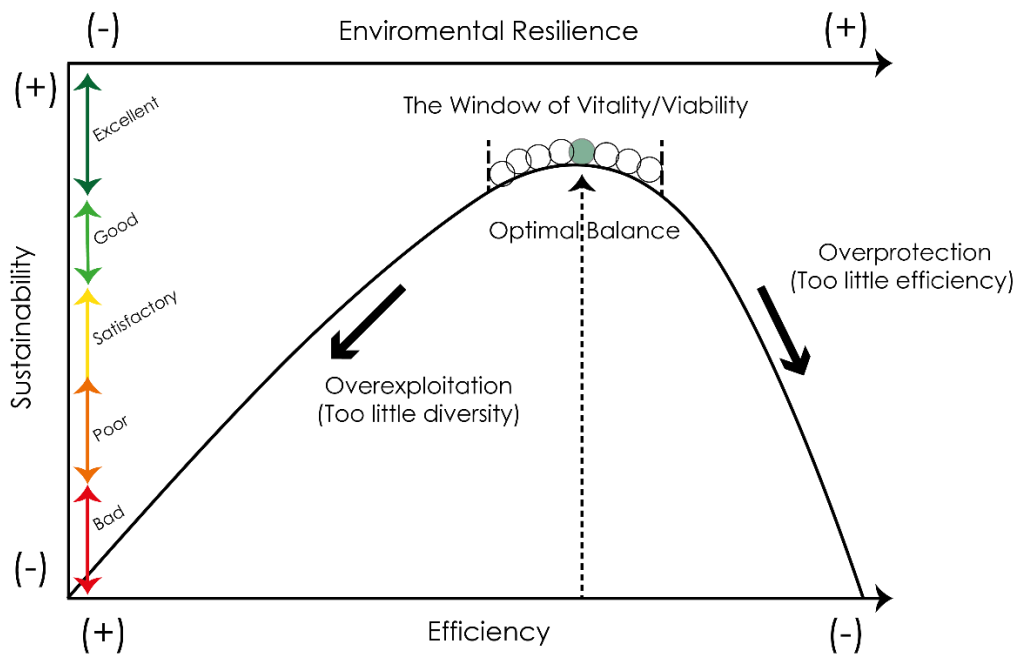 (-)
Enviromental Resilience
(+)
(+)
The Window of Vitality/Viability
Excellent
Good
Optimal Balance
Overprotection
(Too little efficiency)
Sustainability
Satisfactory
Overexploitation
(Too little diversity)
Poor
Bad
(-)
(+)
Efficiency
(-)